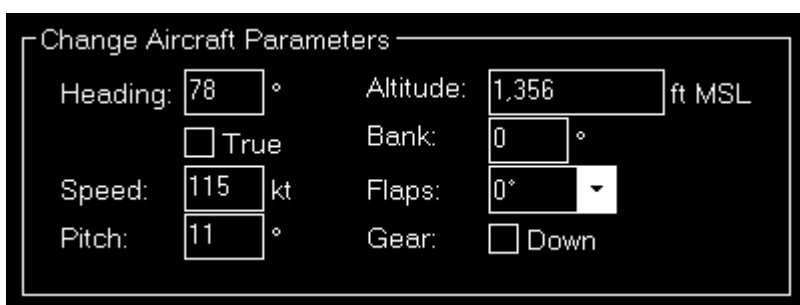 Change Aircraft Parameters
Heading: 78 ° Altitude: 1,356 ft MSL
True Bank: 0 °
Speed: 115 kt Flaps: 0°
Pitch: 11 ° Gear: Down